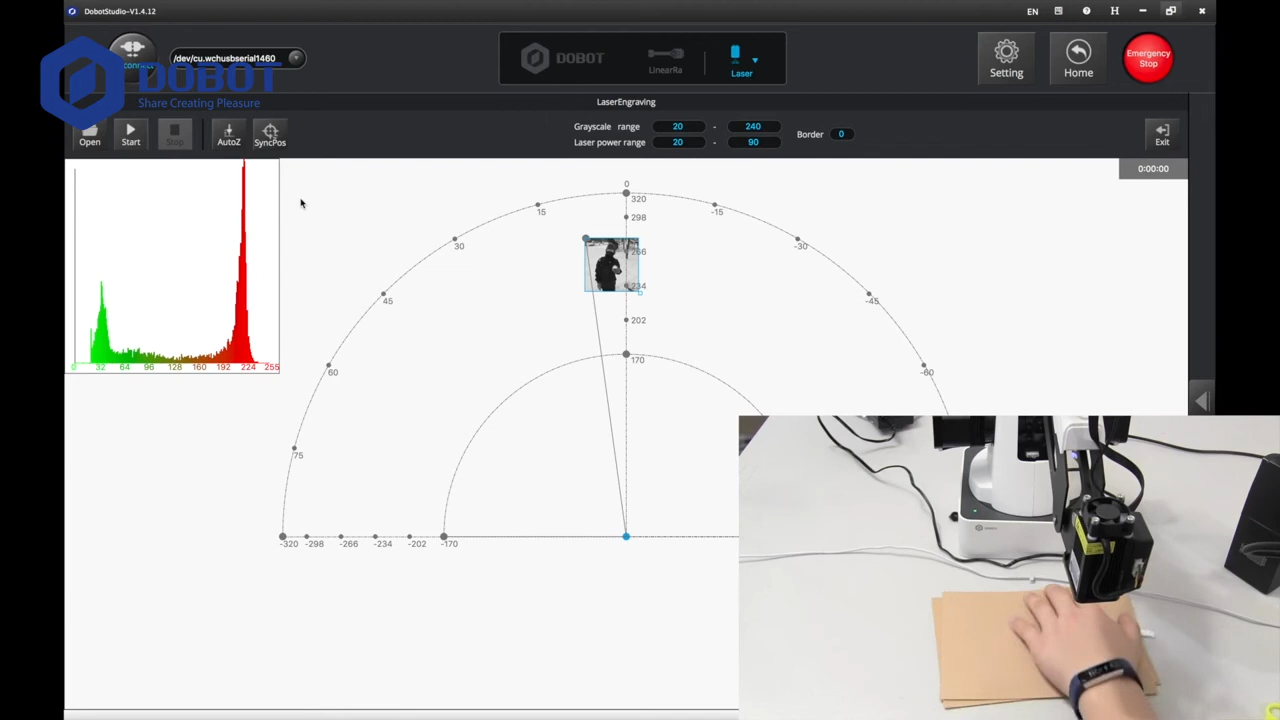 DobotStudio-V1.4.12
EN
H
/dev/cu.wchusbserial1460
DOBOT
Share Creating Pleasure
DOBOT
LinearRa
Laser
Setting
Home
Emergency
Stop
LaserEngraving
Open
Start
Stop
AutoZ
SyncPos
Grayscale range 20 - 240
Laser power range 20 - 90
Border 0
Exit
0:00:00
0
320
15
-15
298
30
-30
266
45
234
-45
202
170
0 32 64 96 128 160 192 224 255
60
-60
75
-320 -298 -266 -234 -202 -170